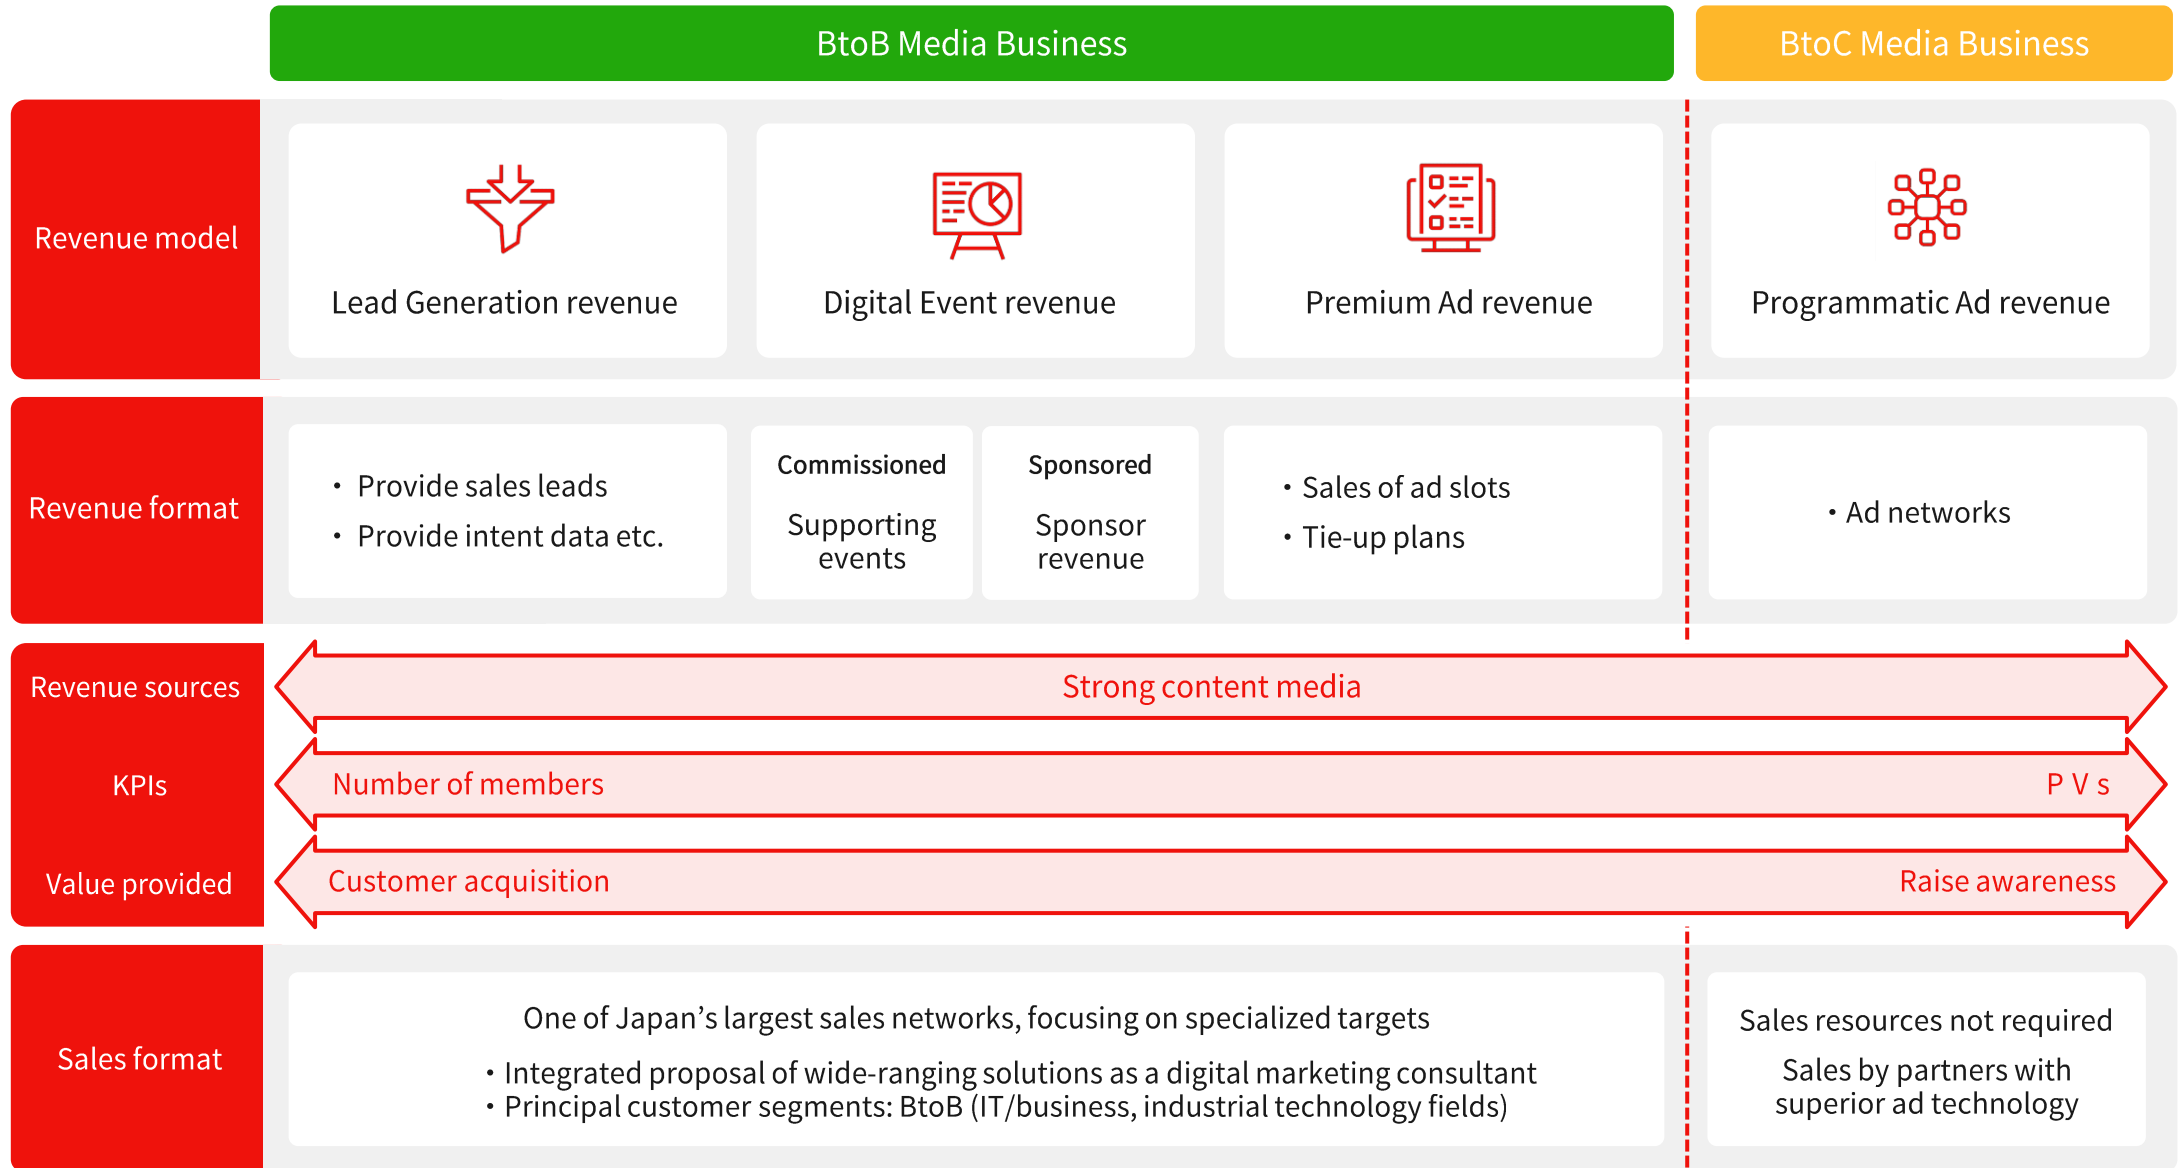 BtoB Media Business
BtoC Media Business
Revenue model
Lead Generation revenue
Digital Event revenue
Premium Ad revenue
Programmatic Ad revenue
Revenue format
・ Provide sales leads
・ Provide intent data etc.
Commissioned
Supporting
events
Sponsored
Sponsor
revenue
・Sales of ad slots
・Tie-up plans
・Ad networks
Revenue sources
Strong content media
KPIs
Number of members
P V s
Value provided
Customer acquisition
Raise awareness
Sales format
One of Japan’s largest sales networks, focusing on specialized targets
・Integrated proposal of wide-ranging solutions as a digital marketing consultant
・Principal customer segments: BtoB (IT/business, industrial technology fields)
Sales resources not required
Sales by partners with
superior ad technology